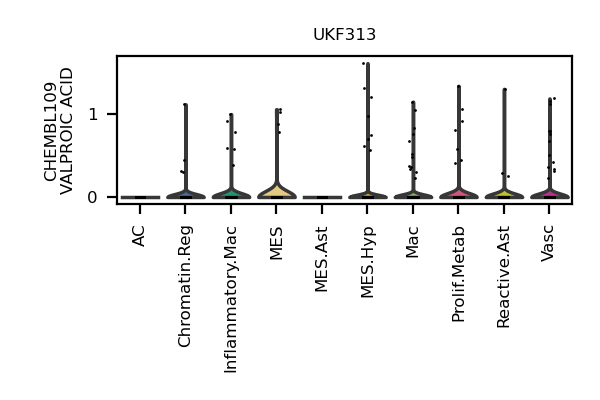 UKF313
CHEMBL109
VALPROIC ACID
1
0
AC
Chromatin.Reg
Inflammatory.Mac
MES
MES.Ast
MES.Hyp
Mac
Prolif.Metab
Reactive.Ast
Vasc